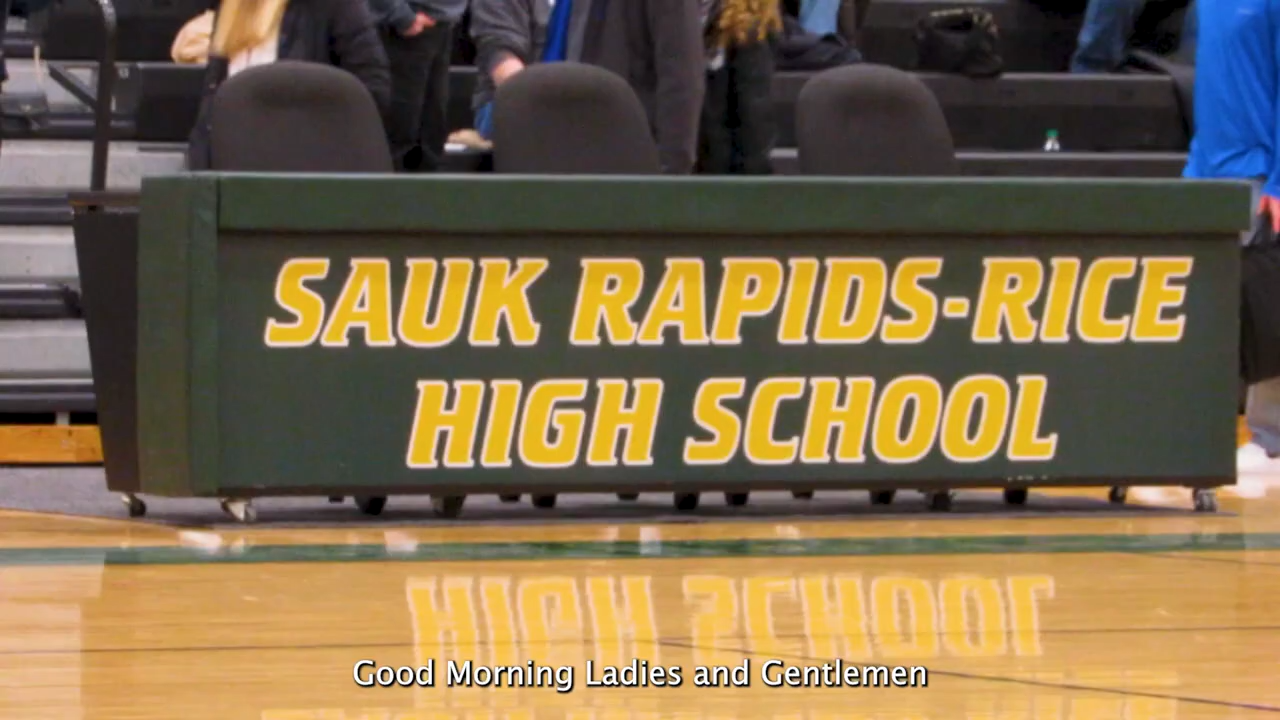 SAUK RAPIDS-RICE
HIGH SCHOOL
Good Morning Ladies and Gentlemen